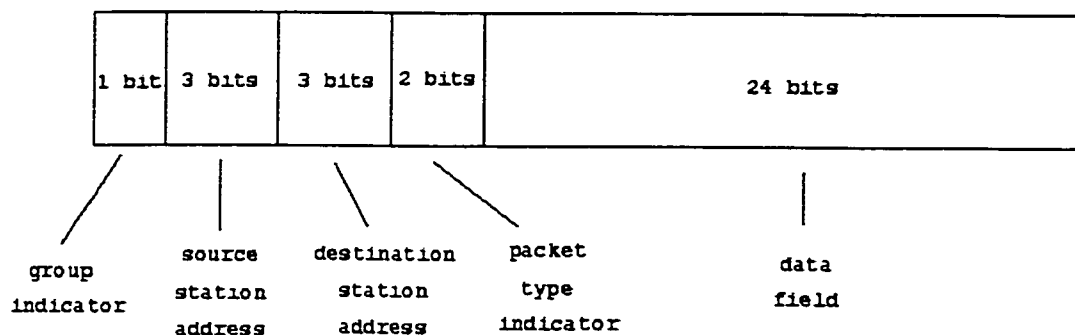 1 bit
3 bits
3 bits
2 bits
24 bits
group
indicator
source
station
address
destination
station
address
packet
type
indicator
data
field